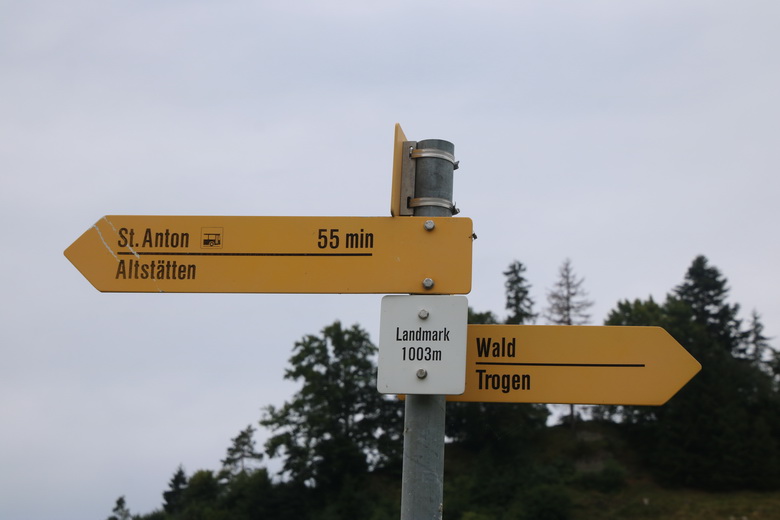 St. Anton 55 min
Altstätten
Landmark
1003m
Wald
Trogen